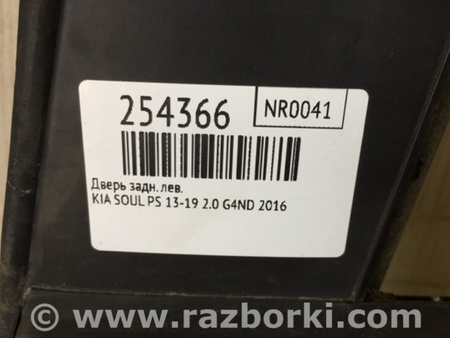 254366
NR0041
Дверь задн.лев.
KIA SOUL PS 13-19 2.0 G4ND 2016
© www.razborki.com